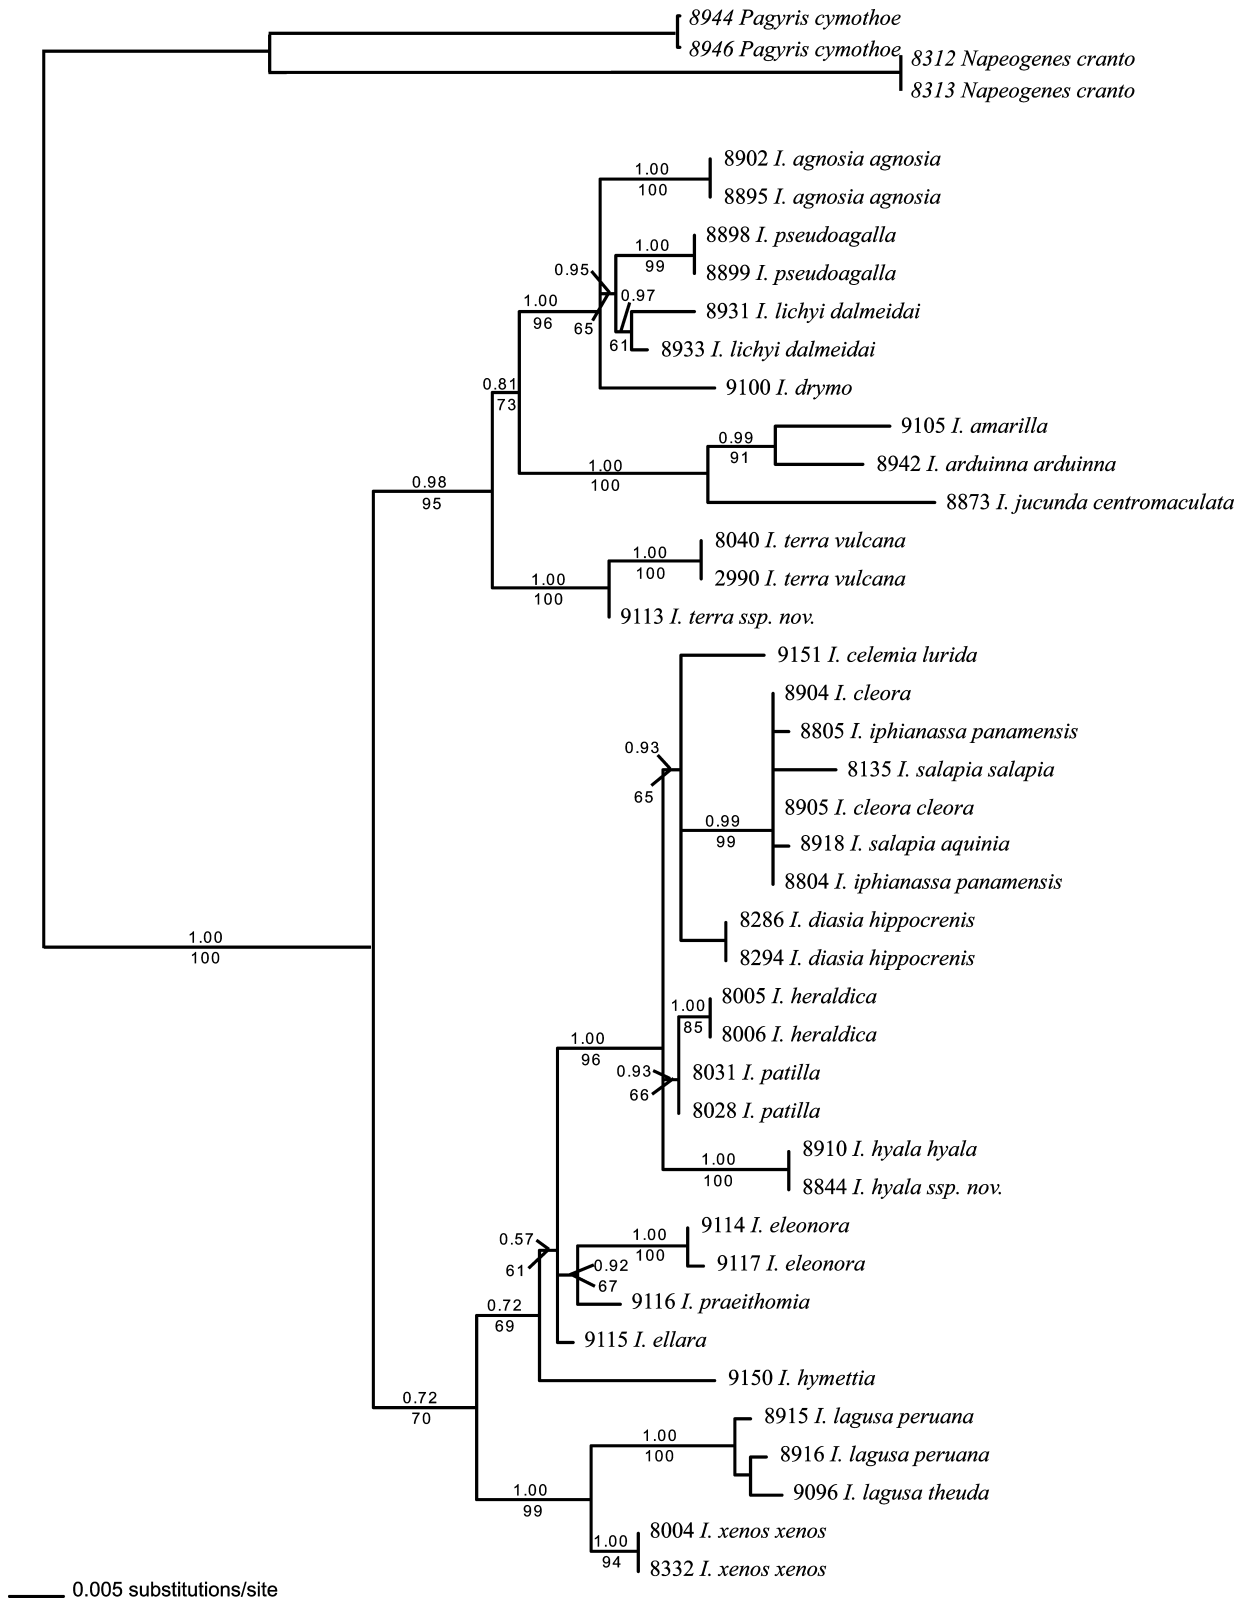 8944 Pagyris cymothoe
8946 Pagyris cymothoe
8312 Napeogenes cranto
8313 Napeogenes cranto
8902 I. agnosia agnosia
1.00
100
8895 I. agnosia agnosia
8898 I. pseudoagalla
1.00
99
8899 I. pseudoagalla
0.95
0.97
1.00
8931 I. lichyi dalmeidai
96
65
61
8933 I. lichyi dalmeidai
0.81
9100 I. drymo
73
9105 I. amarilla
0.99
91
8942 I. arduinna arduinna
1.00
100
0.98
95
8873 I. jucunda centromaculata
8040 I. terra vulcana
1.00
100
2990 I. terra vulcana
1.00
100
9113 I. terra ssp. nov.
9151 I. celemia lurida
8904 I. cleora
8805 I. iphianassa panamensis
0.93
8135 I. salapia salapia
65
8905 I. cleora cleora
0.99
99
8918 I. salapia aquinia
8804 I. iphianassa panamensis
8286 I. diasia hippocrenis
1.00
100
8294 I. diasia hippocrenis
8005 I. heraldica
1.00
85
8006 I. heraldica
1.00
96
0.93
8031 I. patilla
66
8028 I. patilla
8910 I. hyala hyala
1.00
100
8844 I. hyala ssp. nov.
9114 I. eleonora
0.57
1.00
100
61
0.92
9117 I. eleonora
67
0.72
69
9116 I. praeithomia
9115 I. ellara
9150 I. hymettia
0.72
70
8915 I. lagusa peruana
1.00
100
8916 I. lagusa peruana
1.00
99
9096 I. lagusa theuda
8004 I. xenos xenos
1.00
94
8332 I. xenos xenos
0.005 substitutions/site